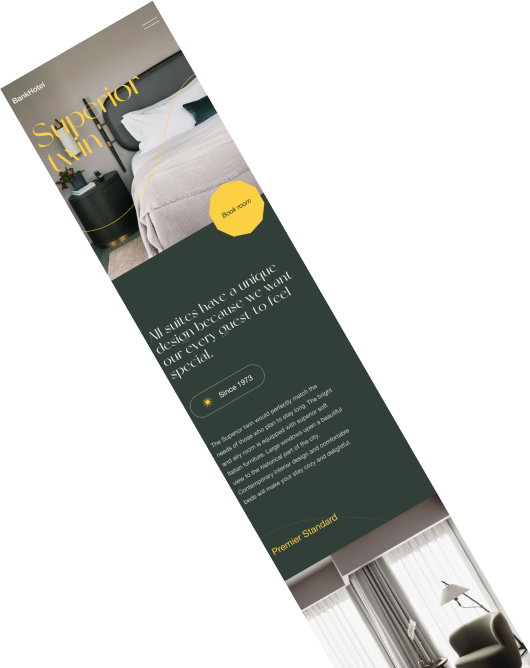 BankHotel
Superior
twin
Book room
All suites have a unique
design because we want
our every guest to feel
special.
Since 1973
The Superior twin would perfectly match the
needs of those who plan to stay long. The bright
and airy room is equipped with superior soft
Italian furniture. Large windows open a beautiful
view to the historical part of the city.
Contemporary interior design and comfortable
beds will make your stay cozy and delightful.
Premier Standard